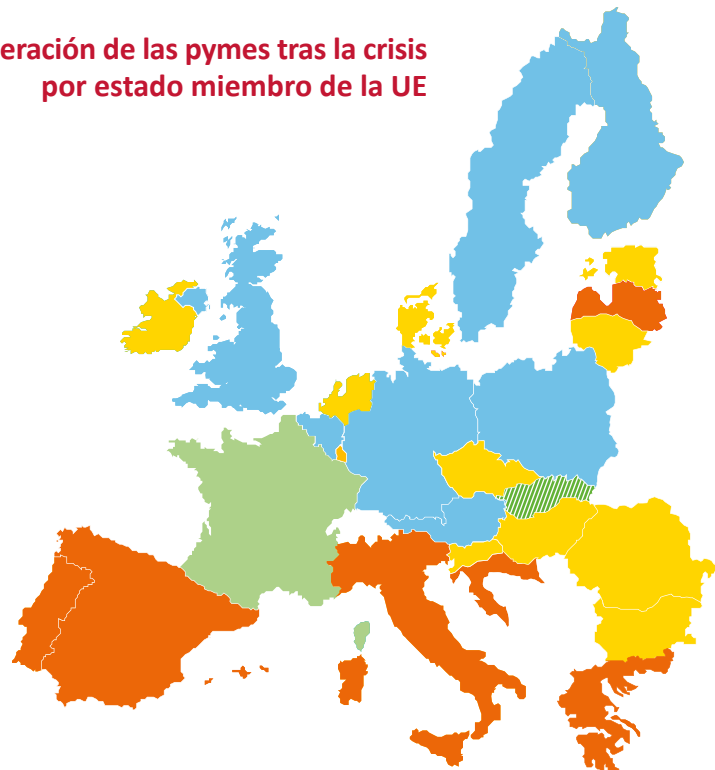 eración de las pymes tras la crisis
por estado miembro de la UE